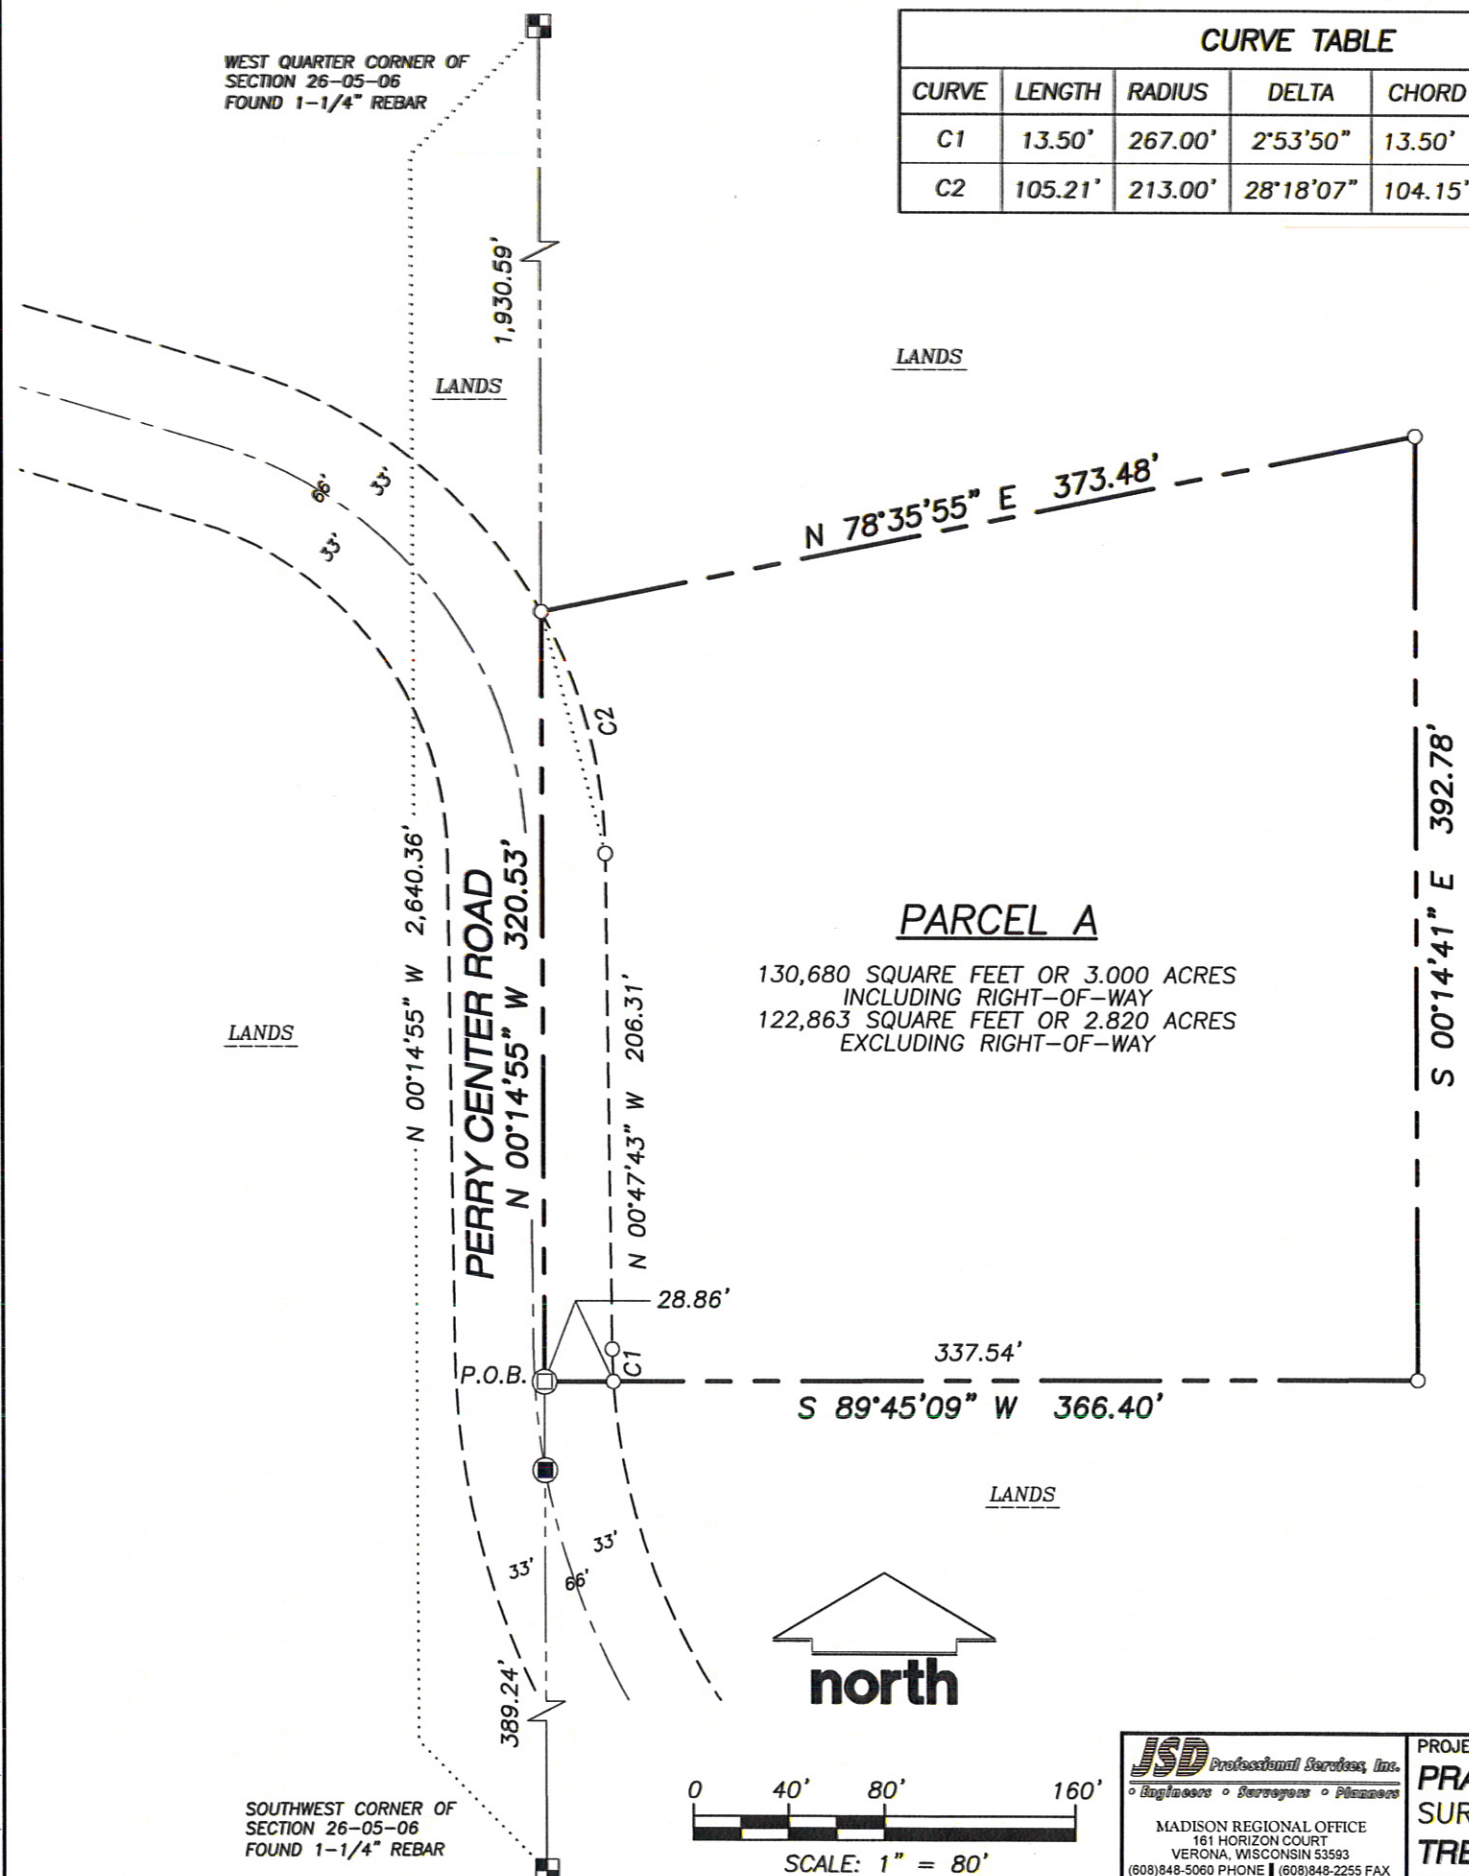 WEST QUARTER CORNER OF
SECTION 26-05-06
FOUND 1-1/4" REBAR
CURVE TABLE
CURVE LENGTH RADIUS DELTA CHORD
C1 13.50' 267.00' 2°53'50" 13.50'
C2 105.21' 213.00' 28°18'07" 104.15'
1,930.59'
LANDS
LANDS
66'
33'
33'
N 78°35'55" E 373.48'
C2
N 00°14'55" W 2,640.36'
PERRY CENTER ROAD
N 00°14'55" W 320.53'
N 00°47'43" W 206.31'
S 00°14'41" E 392.78'
PARCEL A
130,680 SQUARE FEET OR 3.000 ACRES
INCLUDING RIGHT-OF-WAY
122,863 SQUARE FEET OR 2.820 ACRES
EXCLUDING RIGHT-OF-WAY
LANDS
28.86'
P.O.B.
C1
337.54'
S 89°45'09" W 366.40'
LANDS
33'
33'
66'
389.24'
north
SOUTHWEST CORNER OF
SECTION 26-05-06
FOUND 1-1/4" REBAR
0 40' 80' 160'
SCALE: 1" = 80'
JSD Professional Services, Inc.
• Engineers • Surveyors • Planners
MADISON REGIONAL OFFICE
161 HORIZON COURT
VERONA, WISCONSIN 53593
(608)848-5060 PHONE (608)848-2255 FAX
PROJE
PRA
SUR
TRE